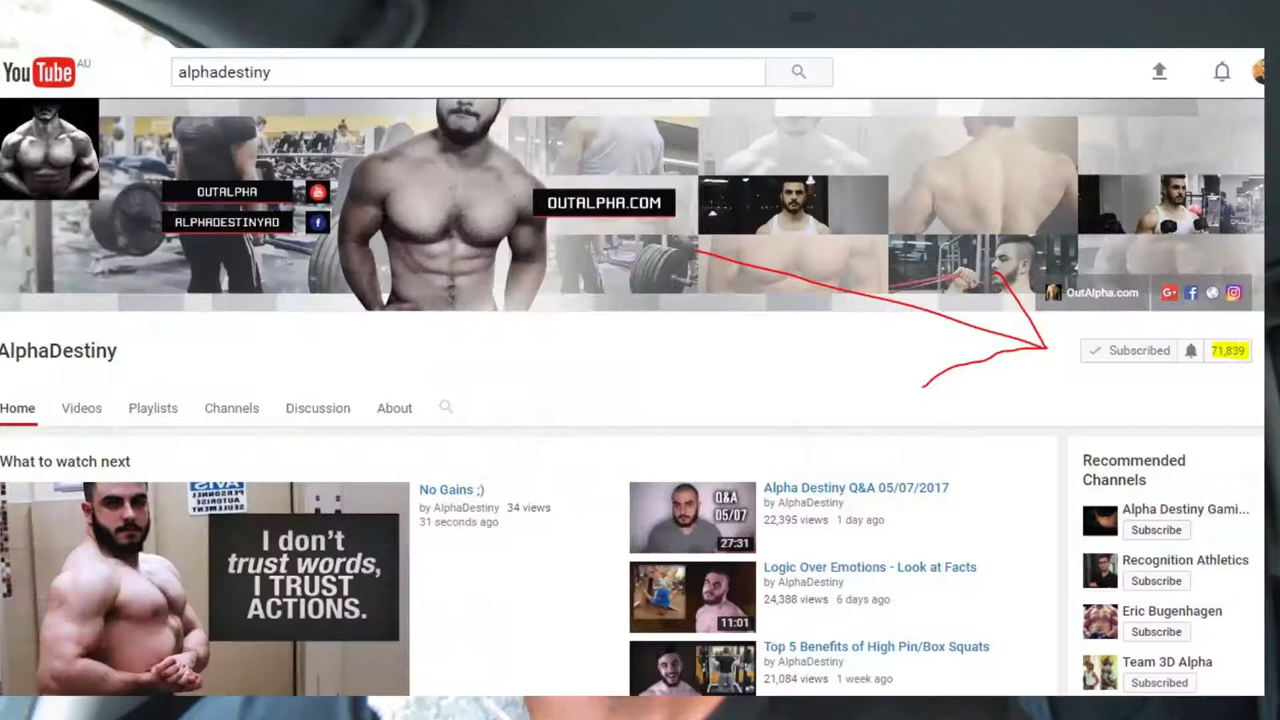 YouTube AU
alphadestiny
OUTALPHA
ALPHADESTINYAD
OUTALPHA.COM
OutAlpha.com
AlphaDestiny
Subscribed 71,839
Home Videos Playlists Channels Discussion About
What to watch next
I don't
trust words,
I TRUST
ACTIONS.
No Gains ;)
by AlphaDestiny 34 views
31 seconds ago
Q&A
05/07
27:31
Alpha Destiny Q&A 05/07/2017
by AlphaDestiny
22,395 views 1 day ago
11:01
Logic Over Emotions - Look at Facts
by AlphaDestiny
24,388 views 6 days ago
Top 5 Benefits of High Pin/Box Squats
by AlphaDestiny
21,084 views 1 week ago
Recommended
Channels
Alpha Destiny Gami...
Subscribe
Recognition Athletics
Subscribe
Eric Bugenhagen
Subscribe
Team 3D Alpha
Subscribed